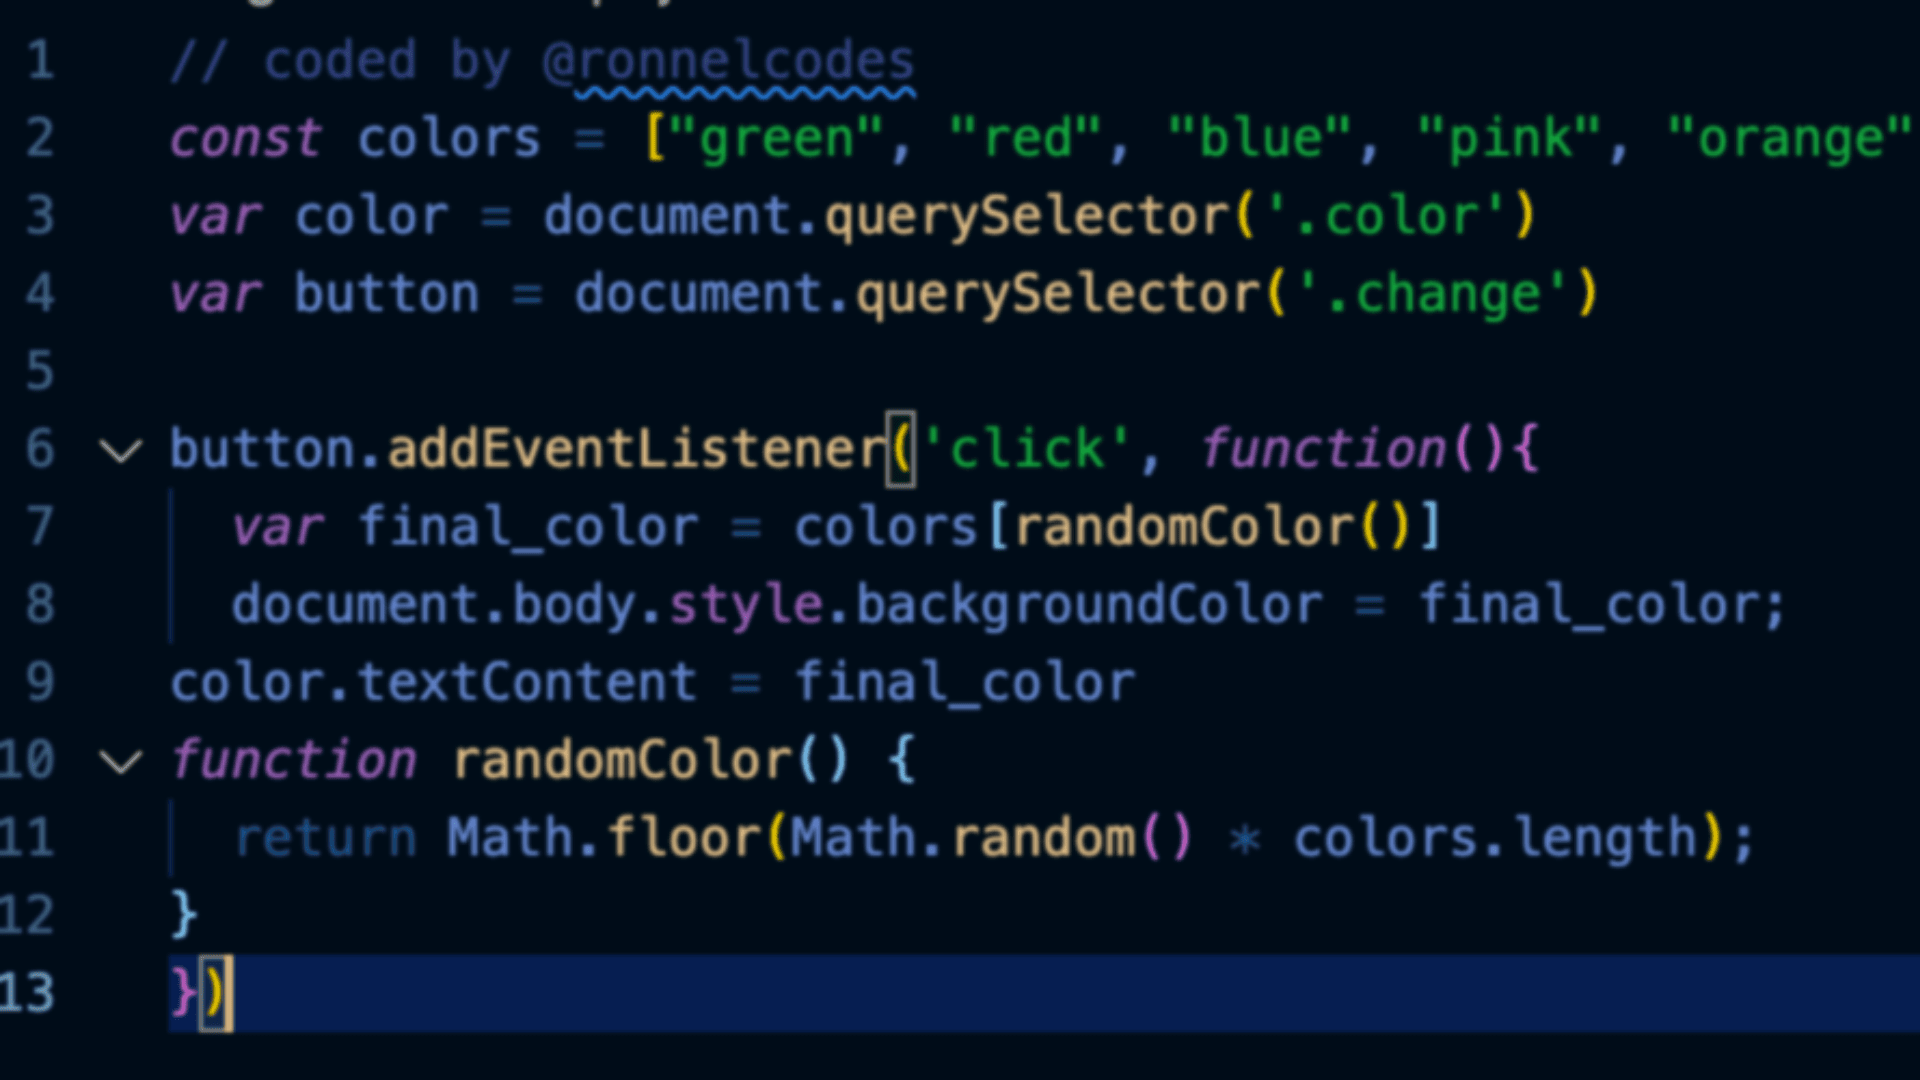 1 // coded by @ronnelcodes
2 const colors = ["green", "red", "blue", "pink", "orange"
3 var color = document.querySelector('.color')
4 var button = document.querySelector('.change')
5
6 button.addEventListener('click', function(){
7 var final_color = colors[randomColor()]
8 document.body.style.backgroundColor = final_color;
9 color.textContent = final_color
10 function randomColor() {
11 return Math.floor(Math.random() * colors.length);
12 }
13 })